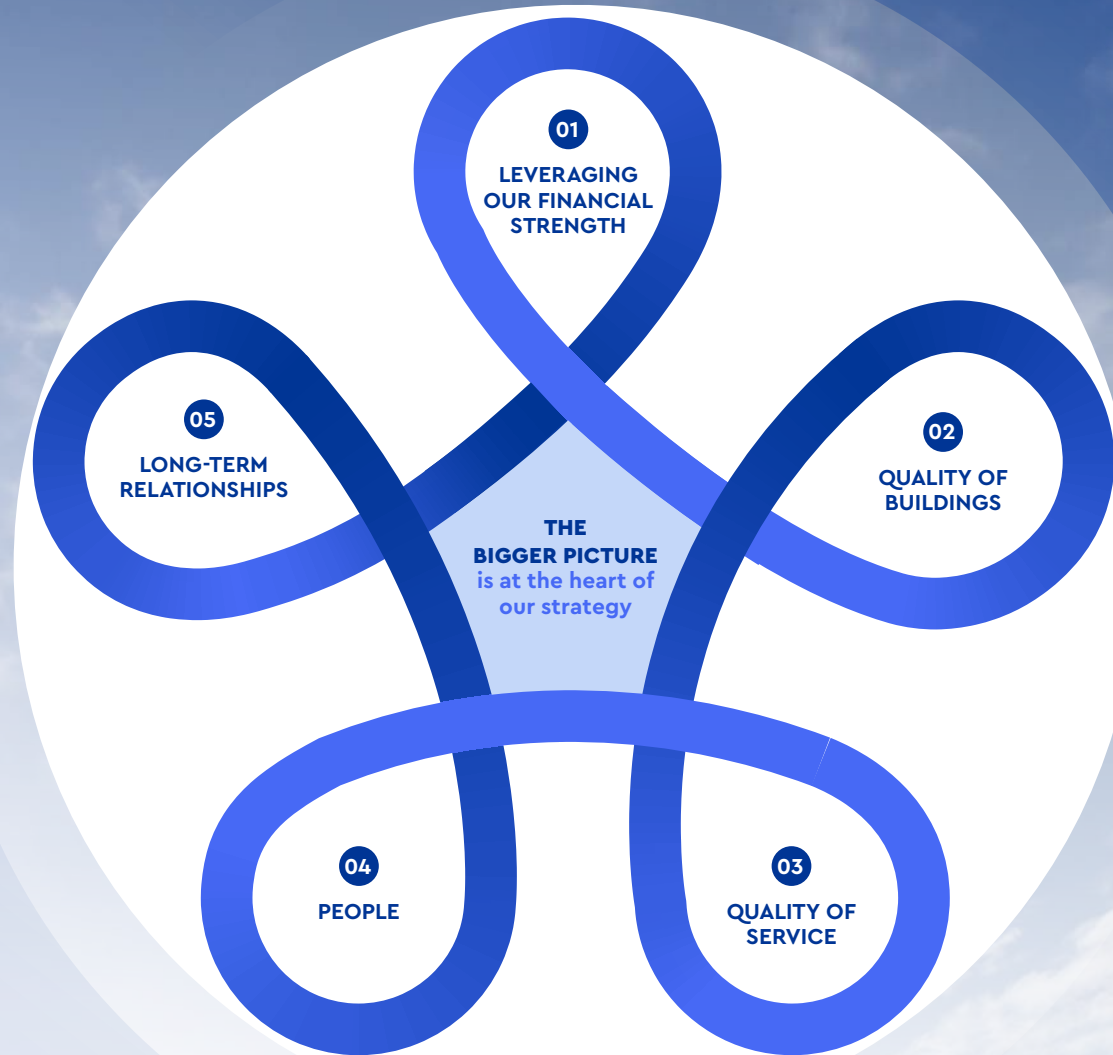 01
LEVERAGING
OUR FINANCIAL
STRENGTH
05
LONG-TERM
RELATIONSHIPS
02
QUALITY OF
BUILDINGS
THE
BIGGER PICTURE
is at the heart of
our strategy
04
PEOPLE
03
QUALITY OF
SERVICE